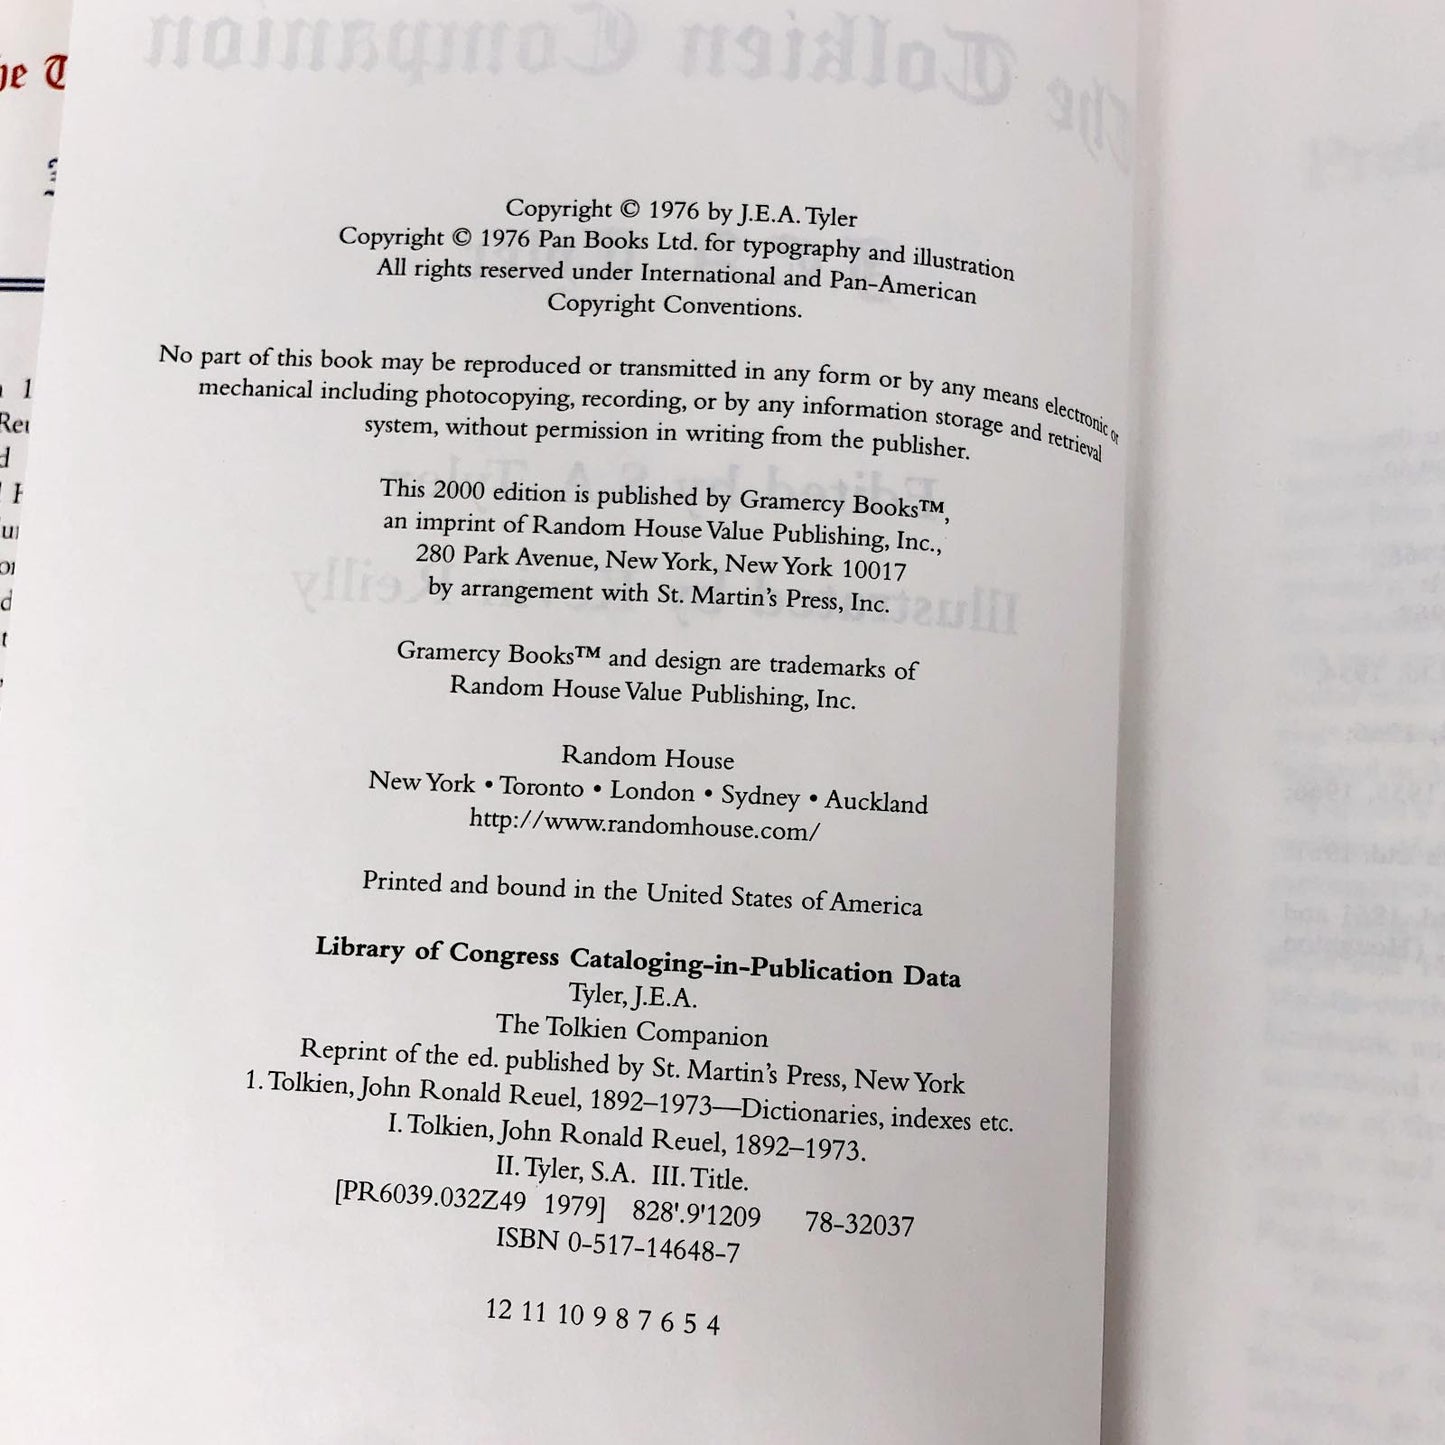 The Tolkien Companion
Copyright © 1976 by J.E.A. Tyler
Copyright © 1976 Pan Books Ltd. for typography and illustration
All rights reserved under International and Pan-American
Copyright Conventions.
No part of this book may be reproduced or transmitted in any form or by any means electronic or
mechanical including photocopying, recording, or by any information storage and retrieval
system, without permission in writing from the publisher.
This 2000 edition is published by Gramercy Books™,
an imprint of Random House Value Publishing, Inc.,
280 Park Avenue, New York, New York 10017
by arrangement with St. Martin's Press, Inc.
Gramercy Books™ and design are trademarks of
Random House Value Publishing, Inc.
Random House
New York • Toronto • London • Sydney • Auckland
http://www.randomhouse.com/
Printed and bound in the United States of America
Library of Congress Cataloging-in-Publication Data
Tyler, J.E.A.
The Tolkien Companion
Reprint of the ed. published by St. Martin's Press, New York
1. Tolkien, John Ronald Reuel, 1892–1973—Dictionaries, indexes etc.
I. Tolkien, John Ronald Reuel, 1892–1973.
II. Tyler, S.A. III. Title.
[PR6039.032Z49 1979] 828'.9'1209 78-32037
ISBN 0-517-14648-7
12 11 10 9 8 7 6 5 4